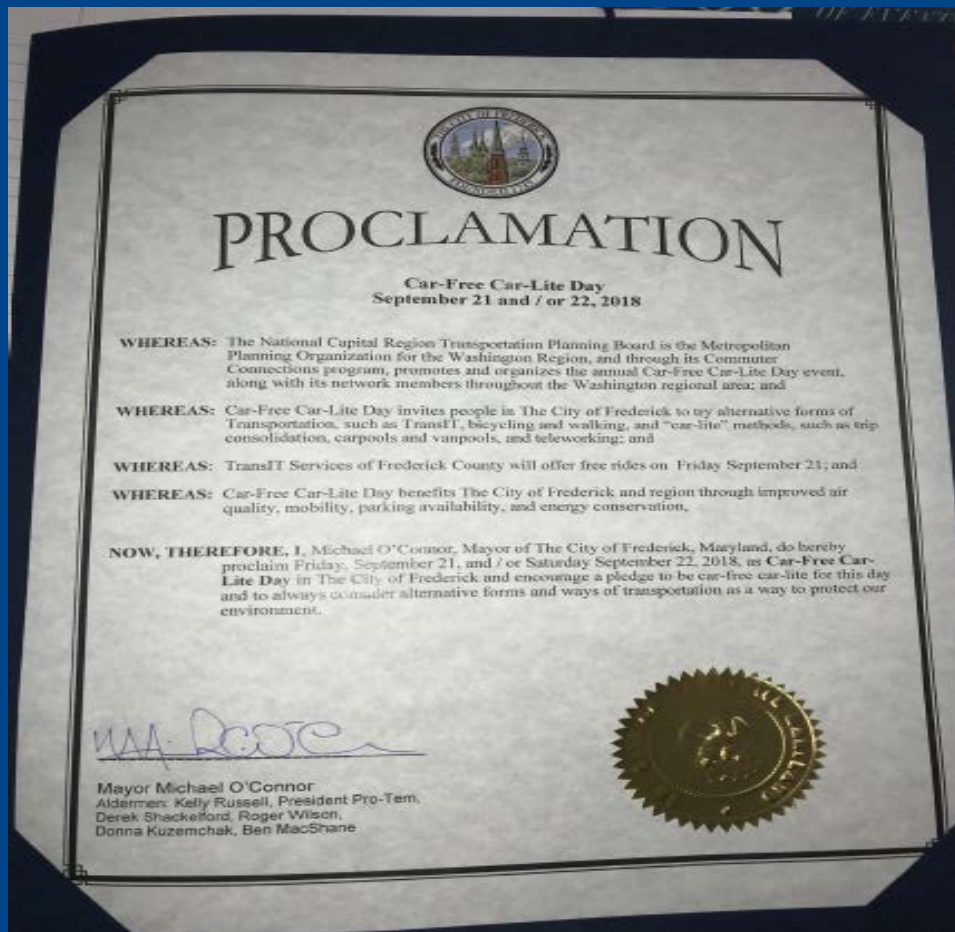 THE CITY OF FREDERICK
FOUNDED 1745
PROCLAMATION
Car-Free Car-Lite Day
September 21 and / or 22, 2018
WHEREAS: The National Capital Region Transportation Planning Board is the Metropolitan
Planning Organization for the Washington Region, and through its Commuter
Connections program, promotes and organizes the annual Car-Free Car-Lite Day event,
along with its network members throughout the Washington regional area; and
WHEREAS: Car-Free Car-Lite Day invites people in The City of Frederick to try alternative forms of
Transportation, such as TransIT, bicycling and walking, and "car-lite" methods, such as trip
consolidation, carpools and vanpools, and teleworking; and
WHEREAS: TransIT Services of Frederick County will offer free rides on Friday September 21; and
WHEREAS: Car-Free Car-Lite Day benefits The City of Frederick and region through improved air
quality, mobility, parking availability, and energy conservation,
NOW, THEREFORE, I, Michael O'Connor, Mayor of The City of Frederick, Maryland, do hereby
proclaim Friday, September 21, and / or Saturday September 22, 2018, as Car-Free Car-
Lite Day in The City of Frederick and encourage a pledge to be car-free car-lite for this day
and to always consider alternative forms and ways of transportation as a way to protect our
environment.
Mayor Michael O'Connor
Aldermen: Kelly Russell, President Pro-Tem,
Derek Shackelford, Roger Wilson,
Donna Kuzemchak, Ben MacShane